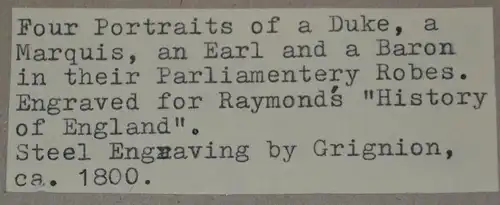 Four Portraits of a Duke, a
Marquis, an Earl and a Baron
in their Parliamentery Robes.
Engraved for Raymond's "History
of England".
Steel Engraving by Grignion,
ca. 1800.